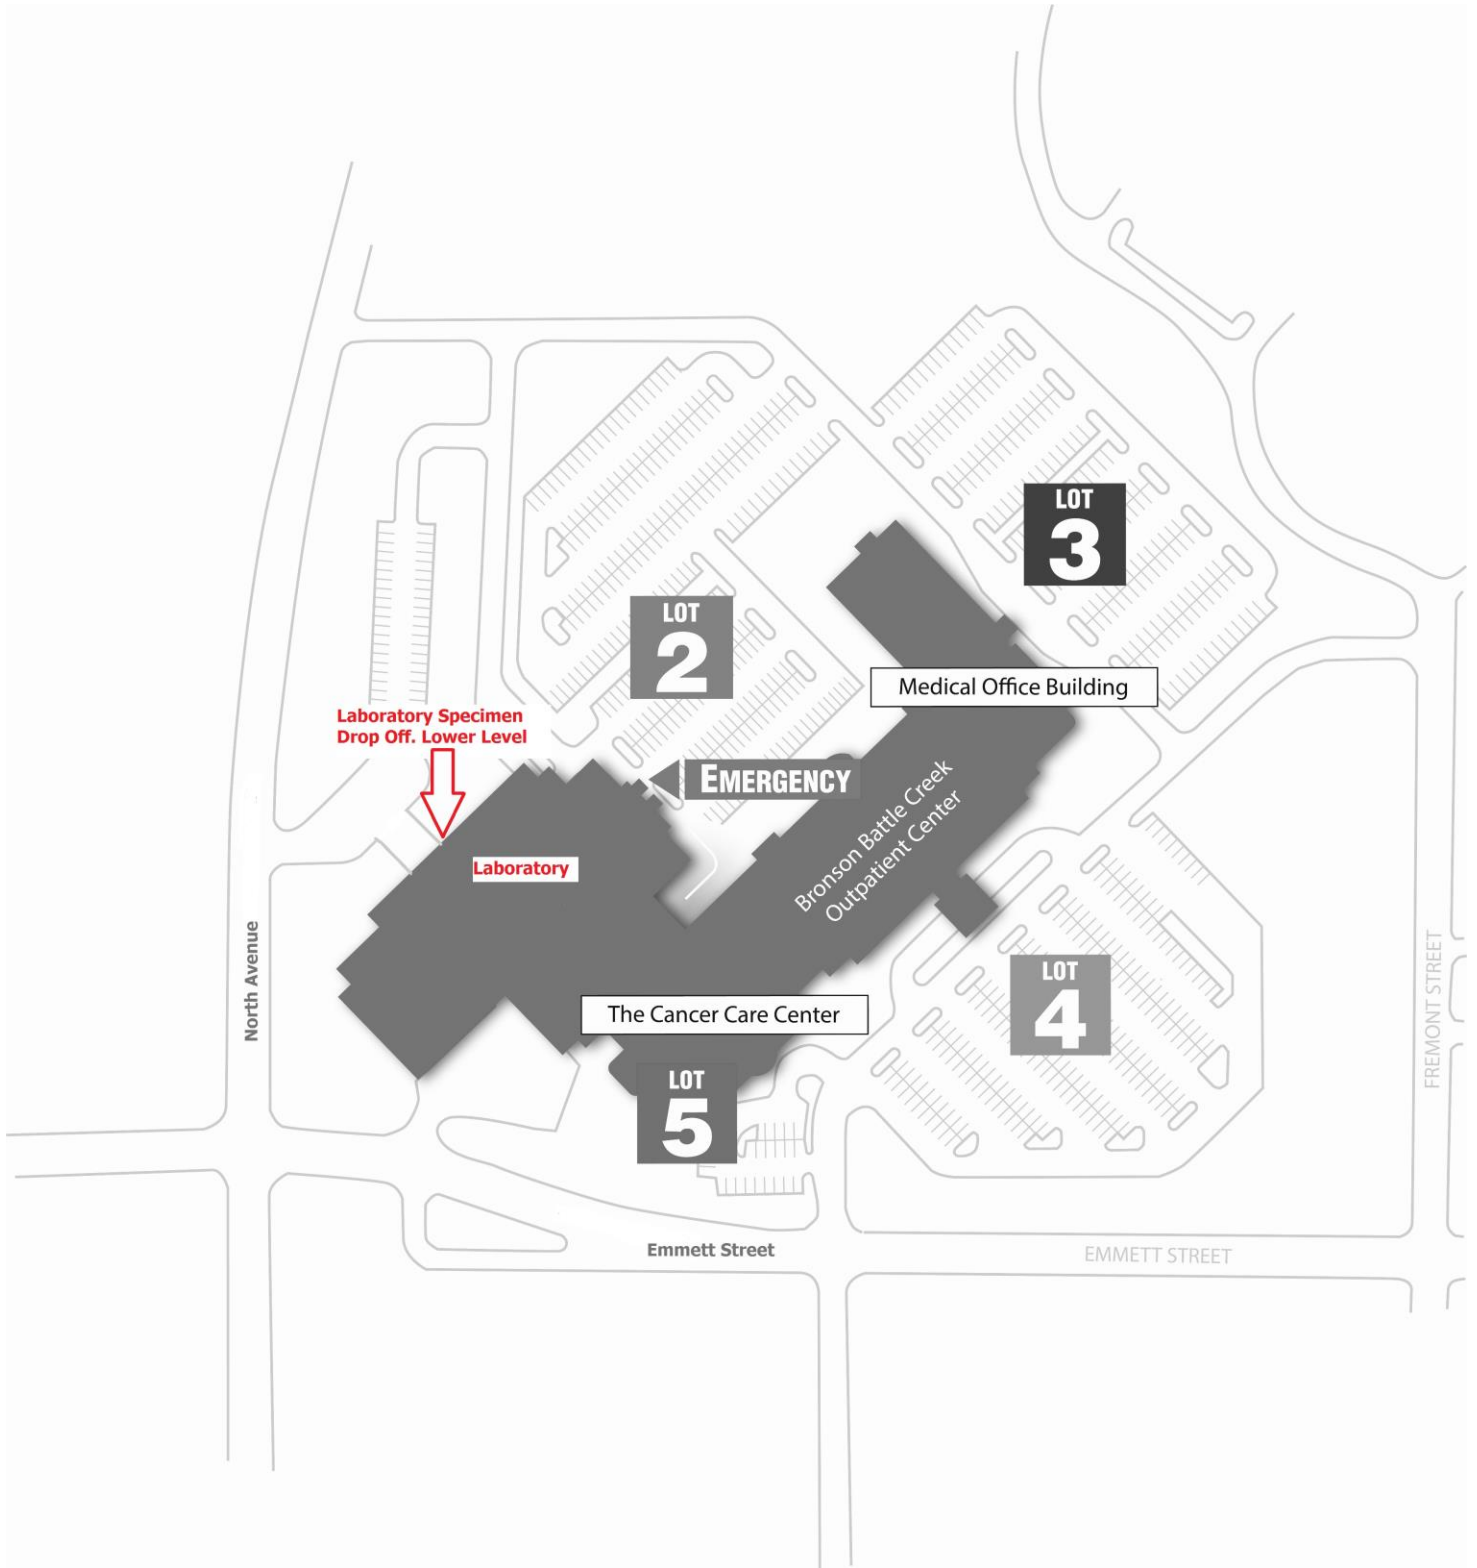 LOT
3
LOT
2
Medical Office Building
Laboratory Specimen
Drop Off. Lower Level
EMERGENCY
Bronson Battle Creek
Outpatient Center
Laboratory
North Avenue
FREMONT STREET
LOT
4
The Cancer Care Center
LOT
5
Emmett Street
EMMETT STREET